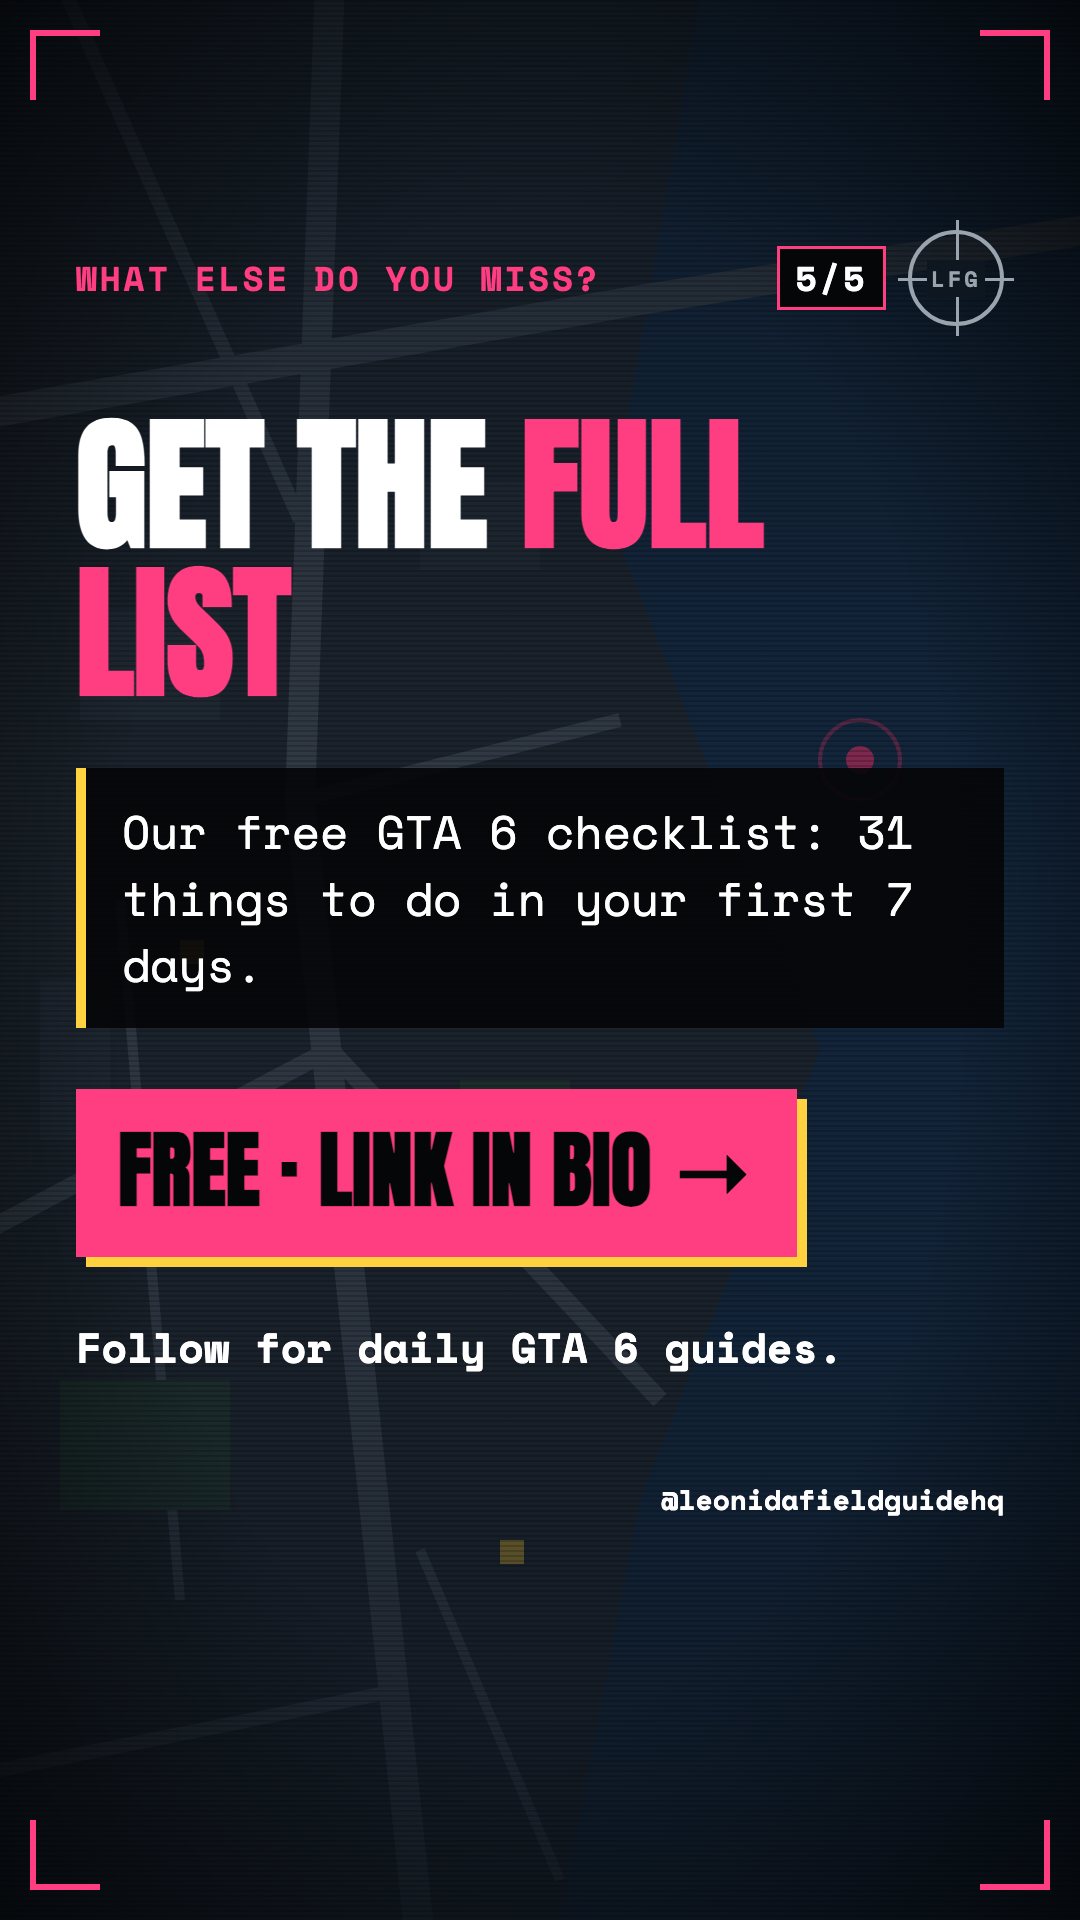 WHAT ELSE DO YOU MISS?
5/5
LFG
GET THE FULL
LIST
Our free GTA 6 checklist: 31
things to do in your first 7
days.
FREE · LINK IN BIO →
Follow for daily GTA 6 guides.
@leonidafieldguidehq